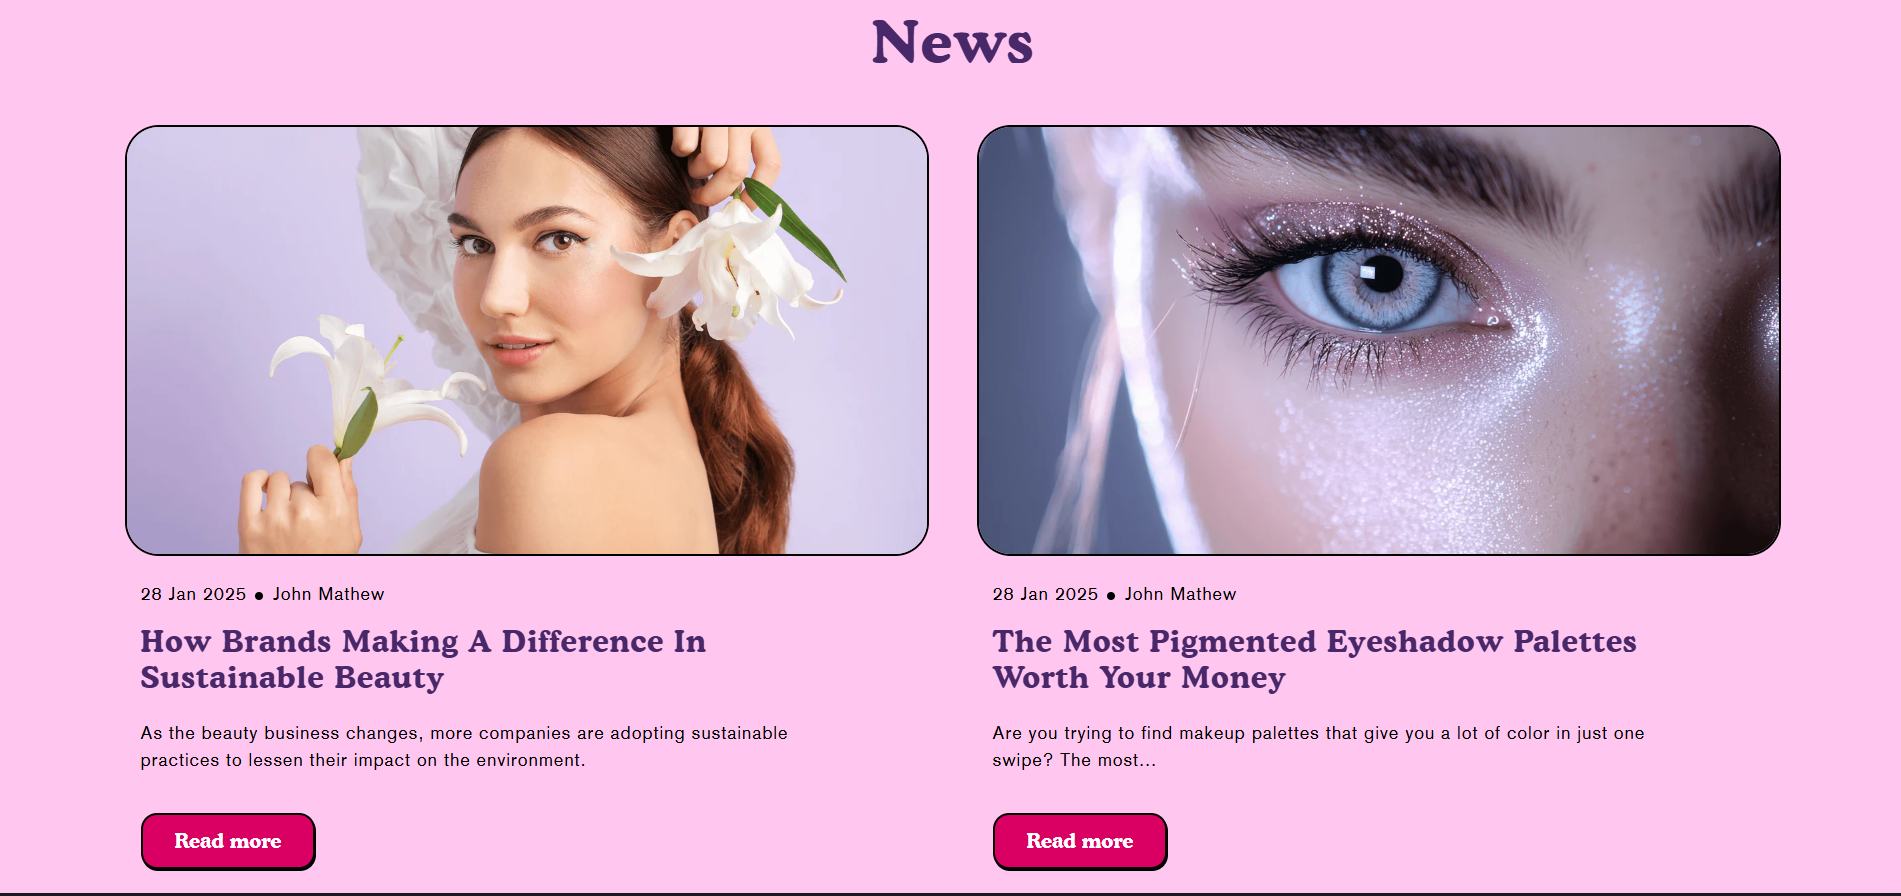 News
28 Jan 2025 ● John Mathew
How Brands Making A Difference In
Sustainable Beauty
As the beauty business changes, more companies are adopting sustainable
practices to lessen their impact on the environment.
Read more
28 Jan 2025 ● John Mathew
The Most Pigmented Eyeshadow Palettes
Worth Your Money
Are you trying to find makeup palettes that give you a lot of color in just one
swipe? The most...
Read more